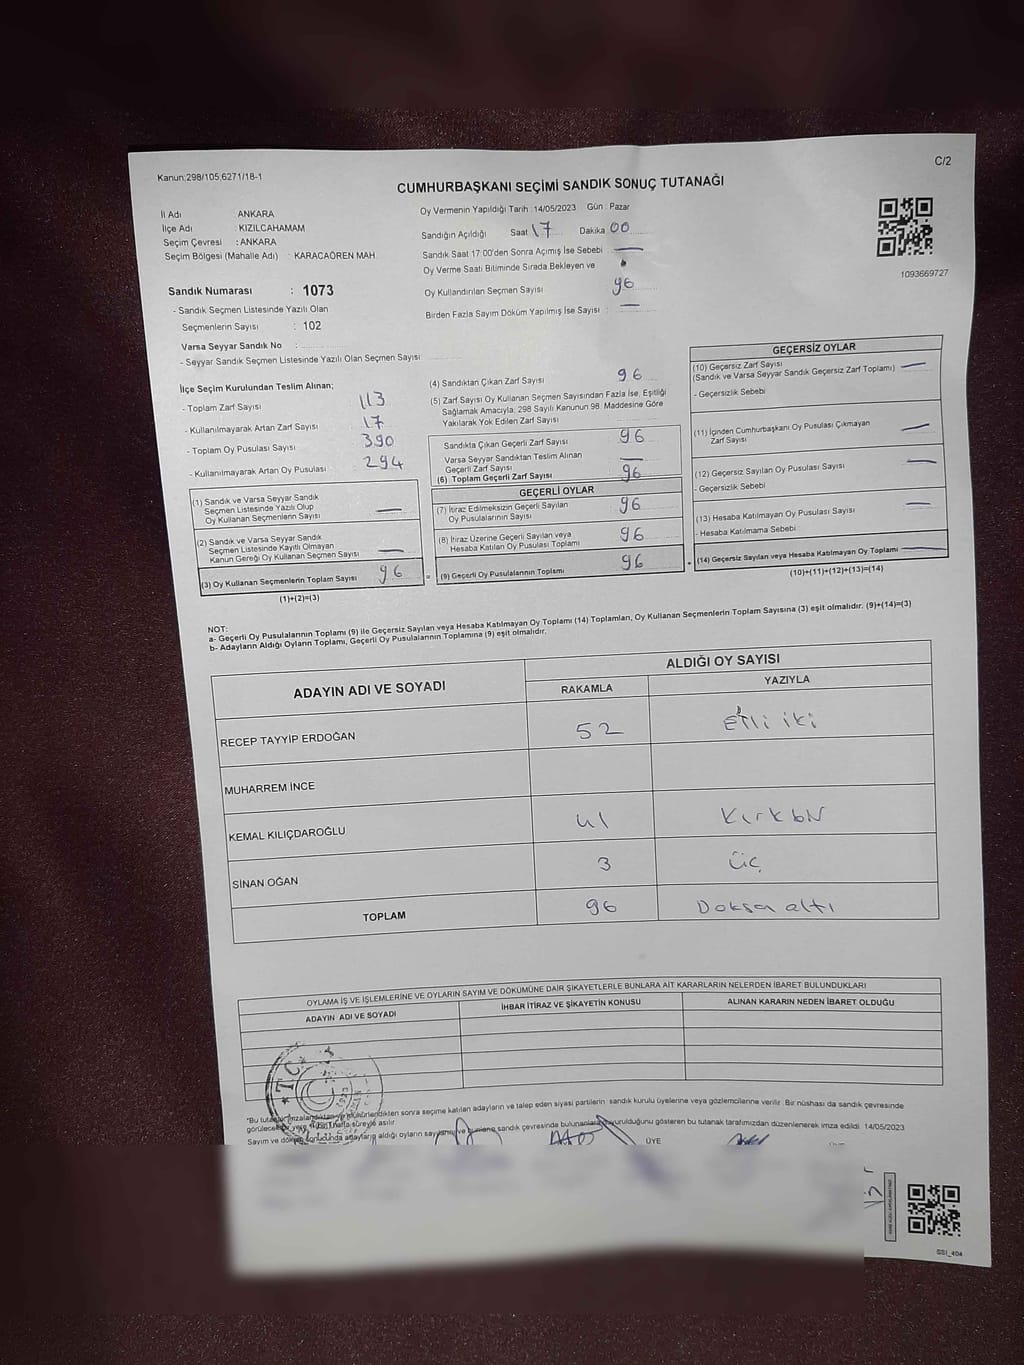 C/2
Kanun:298/105,6271/18-1
CUMHURBAŞKANI SEÇİMİ SANDIK SONUÇ TUTANAĞI
İl Adı ANKARA
İlçe Adı : KIZILCAHAMAM
Seçim Çevresi : ANKARA
Seçim Bölgesi (Mahalle Adı) : KARACAÖREN MAH.
Sandık Numarası : 1073
- Sandık Seçmen Listesinde Yazılı Olan
Seçmenlerin Sayısı : 102
Varsa Seyyar Sandık No :
- Seyyar Sandık Seçmen Listesinde Yazılı Olan Seçmen Sayısı
Oy Vermenin Yapıldığı Tarih :14/05/2023 Gün : Pazar
Sandığın Açıldığı Saat 17 Dakika 00
Sandık Saat 17:00'den Sonra Açımış İse Sebebi —
Oy Verme Saati Bitiminde Sırada Bekleyen ve
Oy Kullandırılan Seçmen Sayısı 96
Birden Fazla Sayım Döküm Yapılmış İse Sayısı : —
1093669727
İlçe Seçim Kurulundan Teslim Alınan;
- Toplam Zarf Sayısı 113
- Kullanılmayarak Artan Zarf Sayısı 17
- Toplam Oy Pusulası Sayısı 390
- Kullanılmayarak Artan Oy Pusulası 294
(1) Sandık ve Varsa Seyyar Sandık
Seçmen Listesinde Yazılı Olup
Oy Kullanan Seçmenlerin Sayısı —
(2) Sandık ve Varsa Seyyar Sandık
Seçmen Listesinde Kayıtlı Olmayan
Kanun Gereği Oy Kullanan Seçmen Sayısı —
(3) Oy Kullanan Seçmenlerin Toplam Sayısı 96
(1)+(2)=(3)
(4) Sandıktan Çıkan Zarf Sayısı 96
(5) Zarf Sayısı Oy Kullanan Seçmen Sayısından Fazla İse, Eşitliği
Sağlamak Amacıyla; 298 Sayılı Kanunun 98. Maddesine Göre
Yakılarak Yok Edilen Zarf Sayısı
Sandıkta Çıkan Geçerli Zarf Sayısı 96
Varsa Seyyar Sandıktan Teslim Alınan
Geçerli Zarf Sayısı —
(6) Toplam Geçerli Zarf Sayısı 96
GEÇERLİ OYLAR
(7) İtiraz Edilmeksizin Geçerli Sayılan
Oy Pusulalarının Sayısı 96
(8) İtiraz Üzerine Geçerli Sayılan veya
Hesaba Katılan Oy Pusulası Toplamı 96
= (9) Geçerli Oy Pusulalarının Toplamı 96
GEÇERSİZ OYLAR
(10) Geçersiz Zarf Sayısı
(Sandık ve Varsa Seyyar Sandık Geçersiz Zarf Toplamı) —
- Geçersizlik Sebebi
(11) İçinden Cumhurbaşkanı Oy Pusulası Çıkmayan
Zarf Sayısı —
(12) Geçersiz Sayılan Oy Pusulası Sayısı —
- Geçersizlik Sebebi
(13) Hesaba Katılmayan Oy Pusulası Sayısı —
- Hesaba Katılmama Sebebi
+ (14) Geçersiz Sayılan veya Hesaba Katılmayan Oy Toplamı —
(10)+(11)+(12)+(13)=(14)
NOT:
a- Geçerli Oy Pusulalarının Toplamı (9) ile Geçersiz Sayılan veya Hesaba Katılmayan Oy Toplamı (14) Toplamları, Oy Kullanan Seçmenlerin Toplam Sayısına (3) eşit olmalıdır. (9)+(14)=(3)
b- Adayların Aldığı Oyların Toplamı, Geçerli Oy Pusulalarının Toplamına (9) eşit olmalıdır.
ADAYIN ADI VE SOYADI ALDIĞI OY SAYISI
RAKAMLA YAZIYLA
RECEP TAYYİP ERDOĞAN 52 Elli iki
MUHARREM İNCE
KEMAL KILIÇDAROĞLU 41 Kırkbir
SİNAN OĞAN 3 üç
TOPLAM 96 Doksa altı
OYLAMA İŞ VE İŞLEMLERİNE VE OYLARIN SAYIM VE DÖKÜMÜNE DAİR ŞİKAYETLERLE BUNLARA AİT KARARLARIN NELERDEN İBARET BULUNDUKLARI
ADAYIN ADI VE SOYADI İHBAR İTİRAZ VE ŞİKAYETİN KONUSU ALINAN KARARIN NEDEN İBARET OLDUĞU
T.C.
"Bu tutanak imzalandıktan ve mühürlendikten sonra seçime katılan adayların ve talep eden siyasi partilerin sandık kurulu üyelerine veya gözlemcilerine verilir. Bir nüshası da sandık çevresinde
görülecek yere 1 hafta süreyle asılır.
Sayım ve döküm sonucunda adayların aldığı oyların sayılarını ve sandık çevresinde bulunanlara duyurulduğunu gösteren bu tutanak tarafımızdan düzenlenerek imza edildi. 14/05/2023
ÜYE
SSI_404